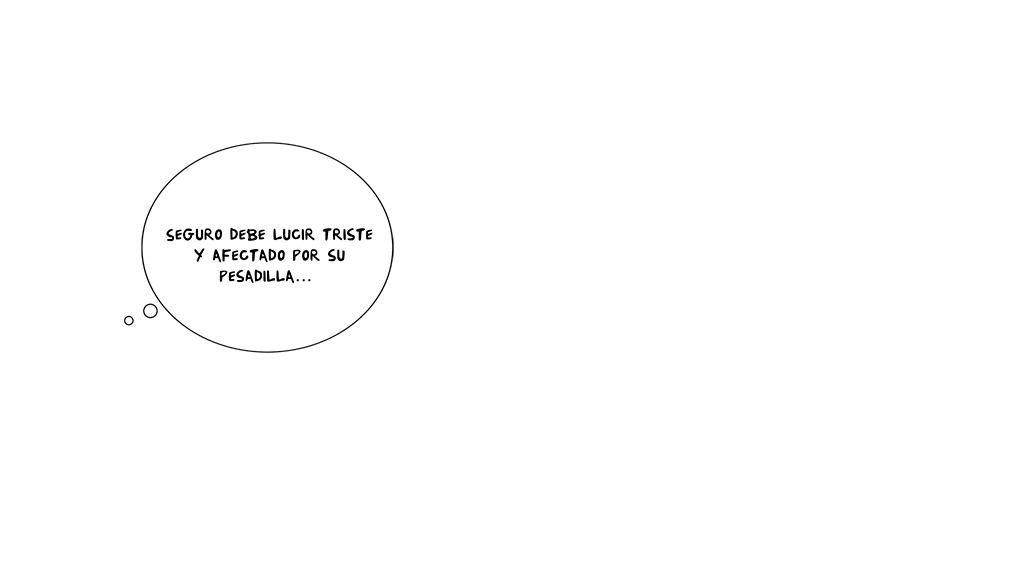 SEGURO DEBE LUCIR TRISTE
Y AFECTADO POR SU
PESADILLA...